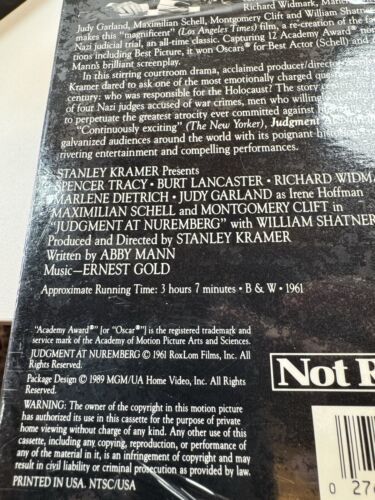 Richard Widmark,
Judy Garland, Maximilian Schell, Montgomery Clift and William Shatner
makes this "magnificent" (Los Angeles Times) film, a re-creation of the
Nazi judicial trial, an all-time classic. Capturing 12 Academy Award®
tions including Best Picture, it won Oscars® for Best Actor (Schell) and
Mann's brilliant screenplay.
In this stirring courtroom drama, acclaimed producer/director
Kramer dared to ask one of the most emotionally charged
century: who was responsible for the Holocaust? The story
of four Nazi judges accused of war crimes, men who willing
to perpetuate the greatest atrocity ever committed against
"Continuously exciting" (The New Yorker), Judgment At
galvanized audiences around the world with its poignant
riveting entertainment and compelling performances.
STANLEY KRAMER Presents
SPENCER TRACY • BURT LANCASTER • RICHARD WIDM
MARLENE DIETRICH • JUDY GARLAND as Irene Hoffman
MAXIMILIAN SCHELL and MONTGOMERY CLIFT in
"JUDGMENT AT NUREMBERG" with WILLIAM SHATNER
Produced and Directed by STANLEY KRAMER
Written by ABBY MANN
Music—ERNEST GOLD
Approximate Running Time: 3 hours 7 minutes • B & W • 1961
"Academy Award®" for "Oscar®" is the registered trademark and
service mark of the Academy of Motion Picture Arts and Sciences.
JUDGMENT AT NUREMBERG © 1961 RoxLom Films, Inc. All
Rights Reserved.
Package Design © 1989 MGM/UA Home Video, Inc. All Rights
Reserved.
WARNING: The owner of the copyright in this motion picture
has authorized its use in this cassette for the purpose of private
home viewing without charge of any kind. Any other use of this
cassette, including any copying, reproduction, or performance of
any of the material in it, is an infringement of copyright and may
result in civil liability or criminal prosecution as provided by law.
PRINTED IN USA. NTSC/USA
Not R
0 27